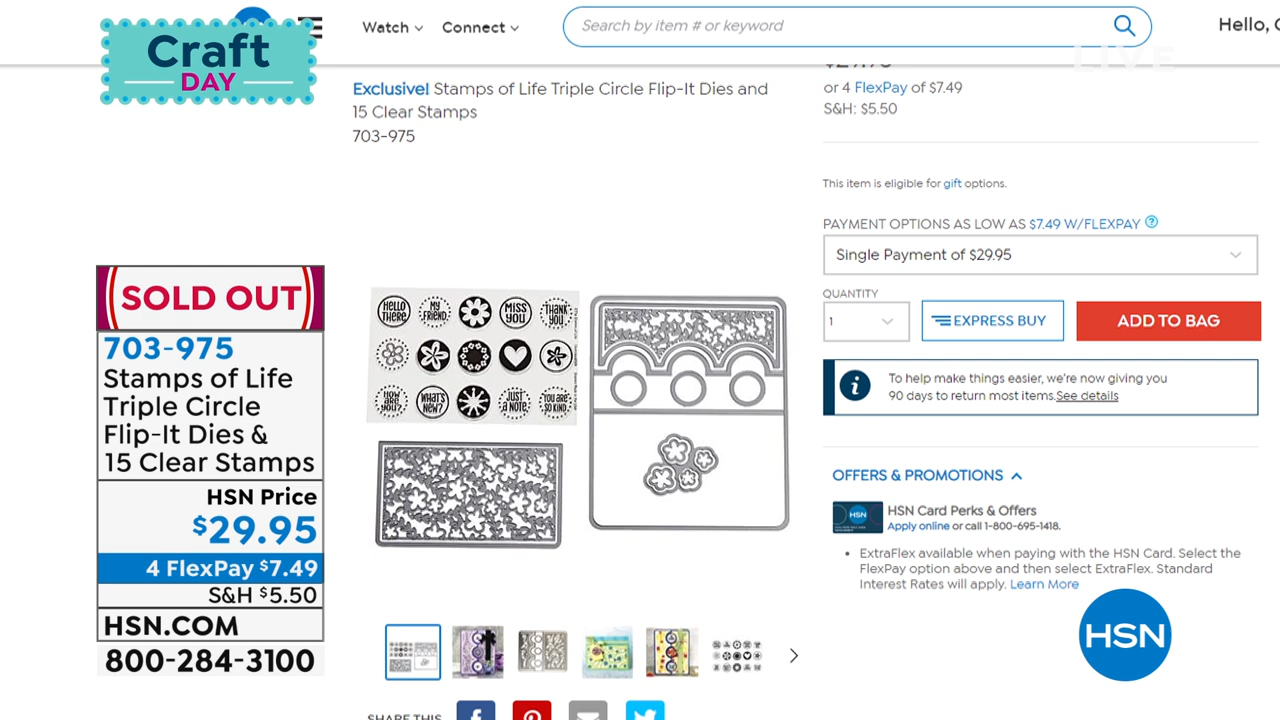 Craft
DAY
Watch
Connect
Search by item # or keyword
Hello,
LIVE
Exclusive! Stamps of Life Triple Circle Flip-It Dies and
15 Clear Stamps
703-975
or 4 FlexPay of $7.49
S&H: $5.50
This item is eligible for gift options.
PAYMENT OPTIONS AS LOW AS $7.49 W/FLEXPAY ?
Single Payment of $29.95
QUANTITY
1
EXPRESS BUY
ADD TO BAG
i
To help make things easier, we're now giving you
90 days to return most items.See details
OFFERS & PROMOTIONS
HSN
HSN Card Perks & Offers
Apply online or call 1-800-695-1418.
• ExtraFlex available when paying with the HSN Card. Select the
FlexPay option above and then select ExtraFlex. Standard
Interest Rates will apply. Learn More
HSN
SOLD OUT
703-975
Stamps of Life
Triple Circle
Flip-It Dies &
15 Clear Stamps
HSN Price
$29.95
4 FlexPay $7.49
S&H $5.50
HSN.COM
800-284-3100
HELLO
THERE
MY
FRIEND
MISS
YOU
THANK
YOU
HOW
ARE
YOU?
WHAT'S
NEW?
JUST
A NOTE
YOU ARE
SO KIND
SHARE THIS